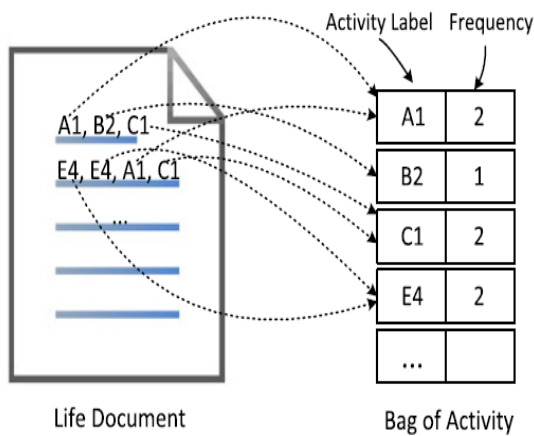 Activity Label Frequency
A1, B2, C1
E4, E4, A1, C1
...
A1 2
B2 1
C1 2
E4 2
...
Life Document
Bag of Activity